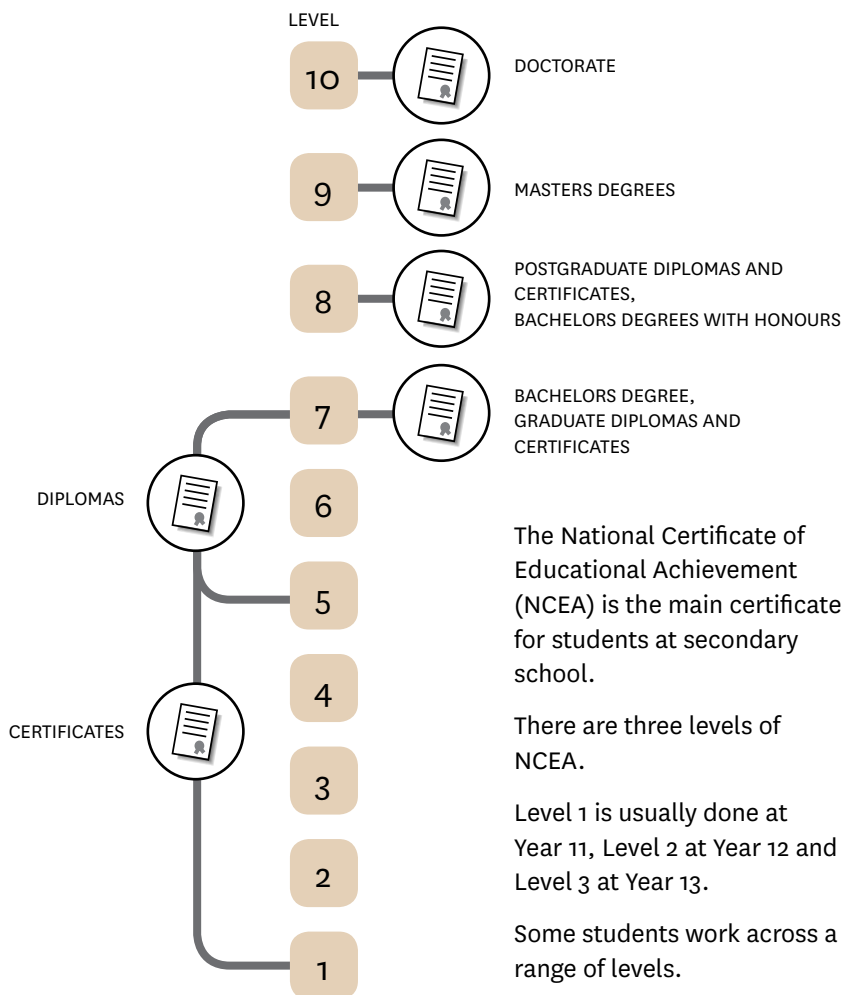 LEVEL
10
DOCTORATE
9
MASTERS DEGREES
8
POSTGRADUATE DIPLOMAS AND
CERTIFICATES,
BACHELORS DEGREES WITH HONOURS
7
BACHELORS DEGREE,
GRADUATE DIPLOMAS AND
CERTIFICATES
DIPLOMAS
6
5
4
CERTIFICATES
3
2
1
The National Certificate of
Educational Achievement
(NCEA) is the main certificate
for students at secondary
school.
There are three levels of
NCEA.
Level 1 is usually done at
Year 11, Level 2 at Year 12 and
Level 3 at Year 13.
Some students work across a
range of levels.